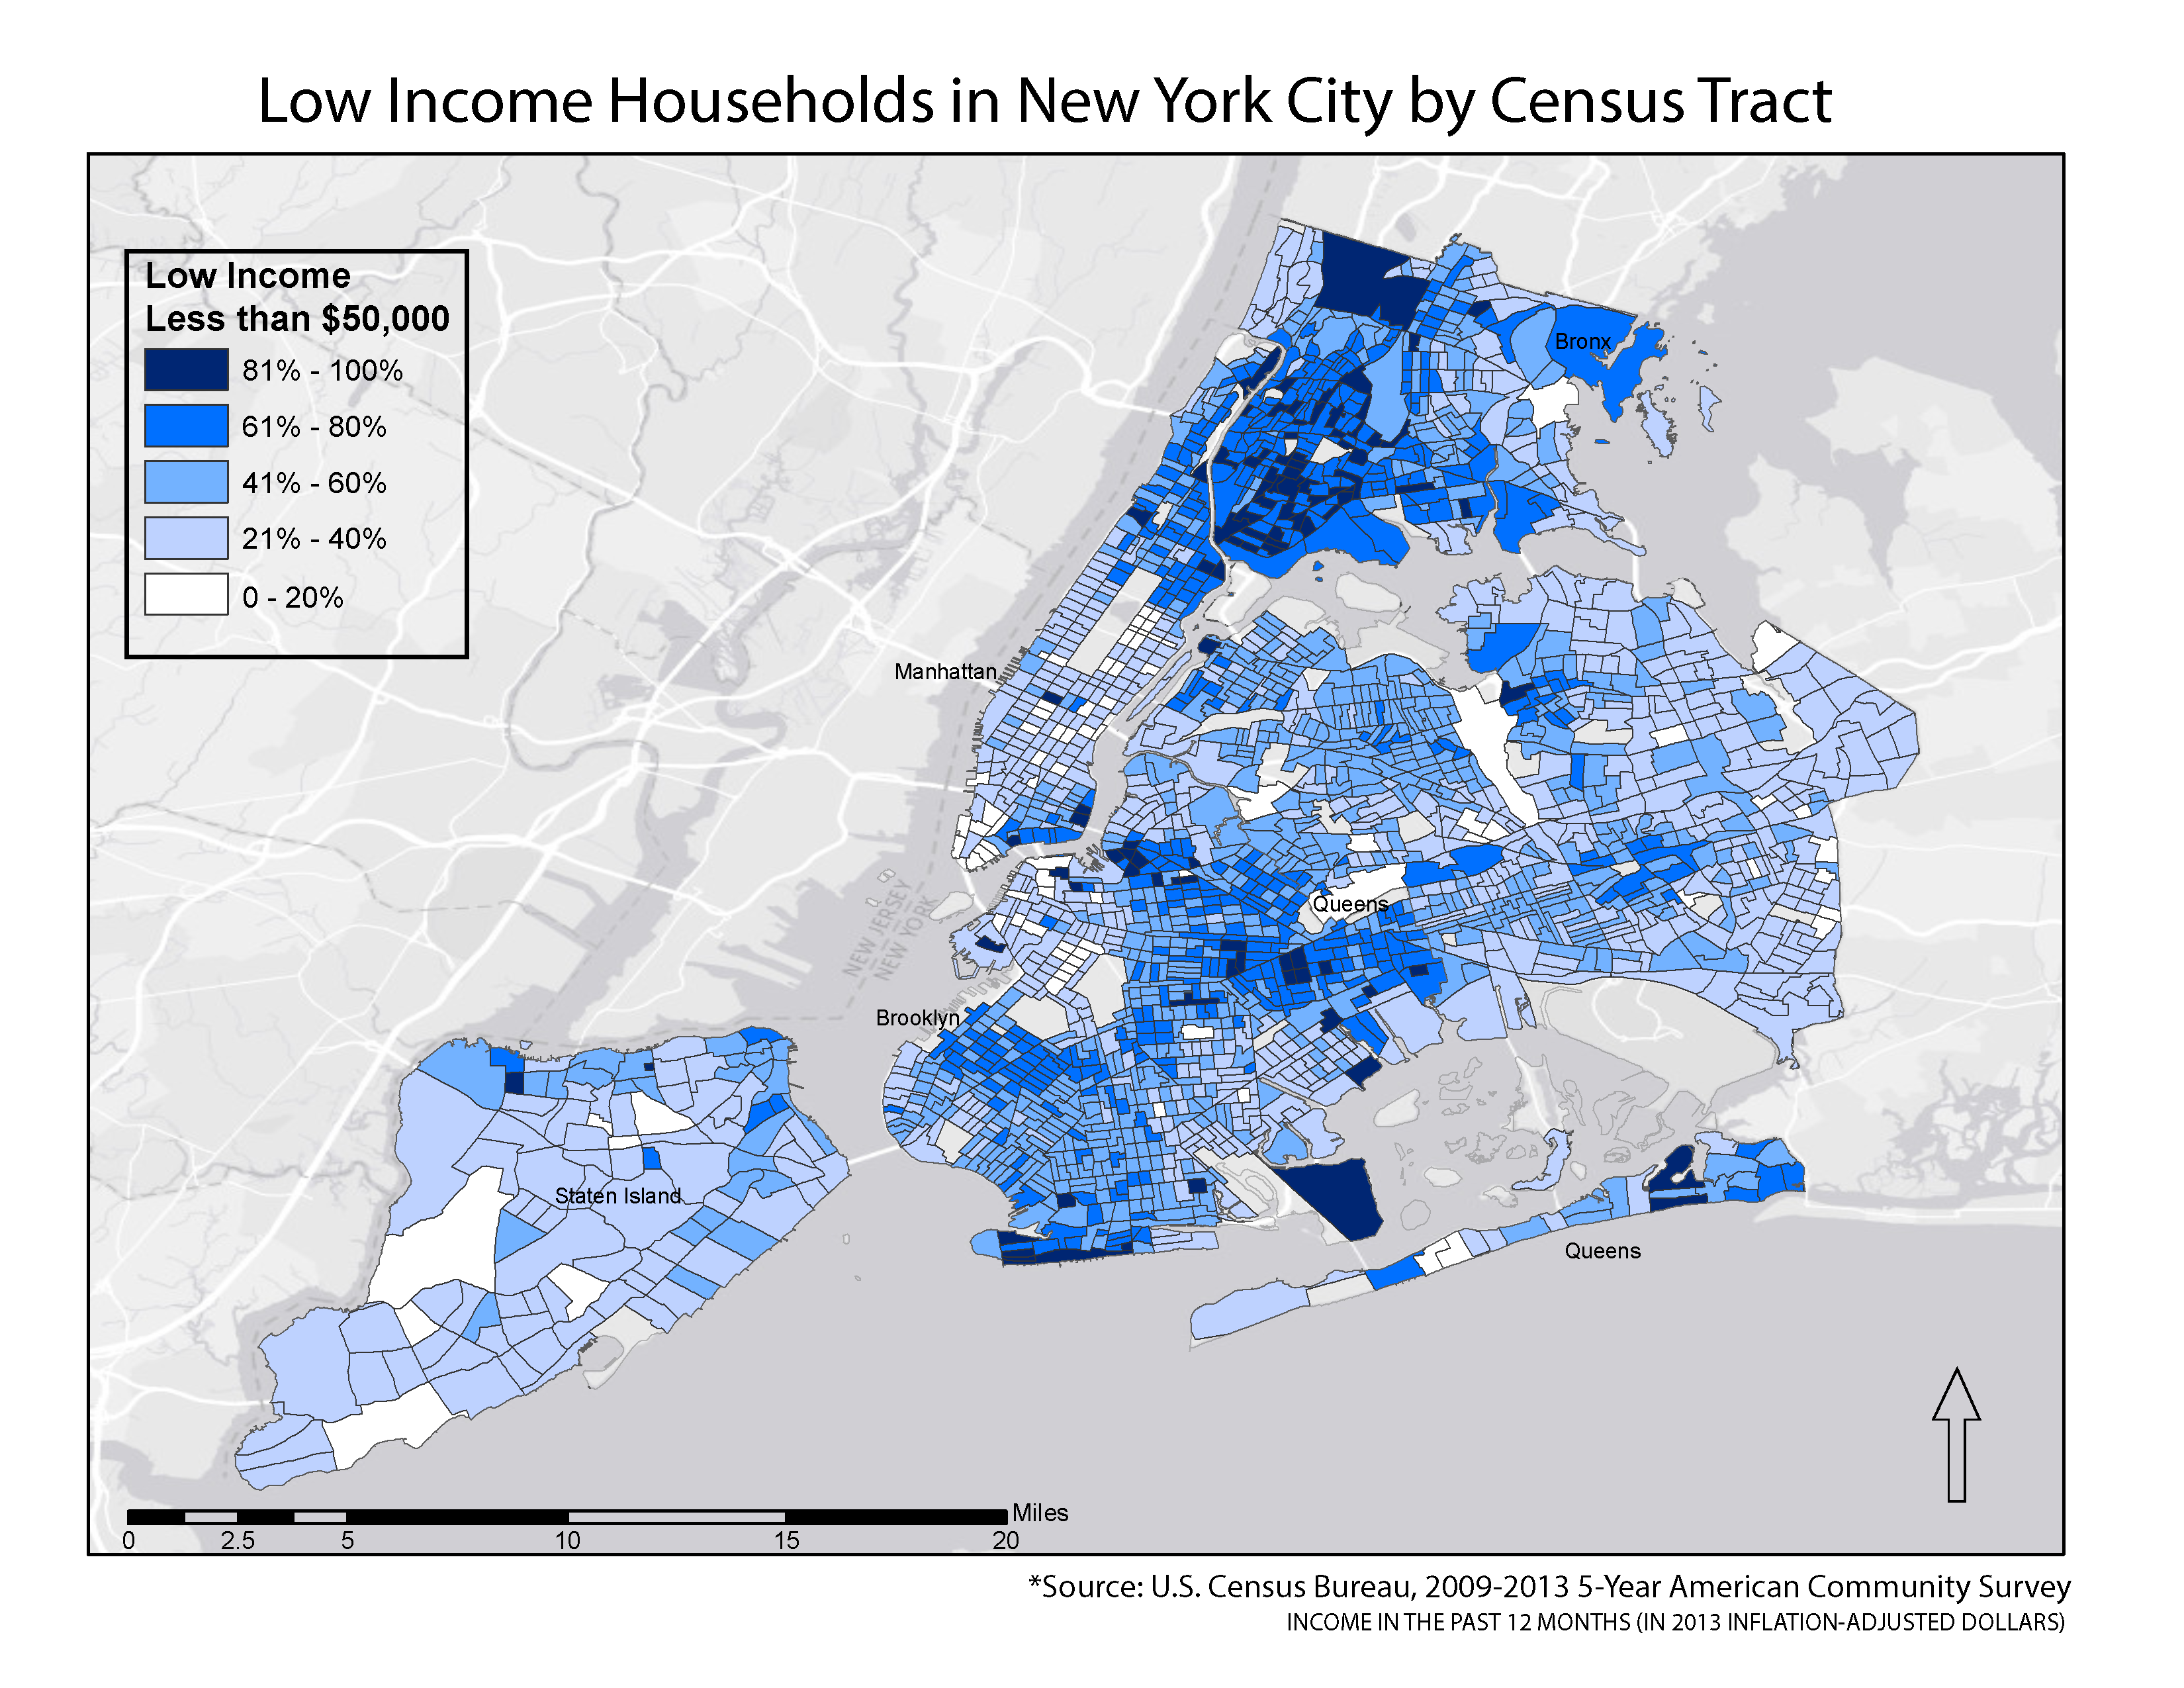 Low Income Households in New York City by Census Tract
Low Income
Less than $50,000
81% - 100%
61% - 80%
41% - 60%
21% - 40%
0 - 20%
Bronx
Manhattan
Queens
NEW JERSEY
NEW YORK
Brooklyn
Staten Island
Queens
Miles
0 2.5 5 10 15 20
*Source: U.S. Census Bureau, 2009-2013 5-Year American Community Survey
INCOME IN THE PAST 12 MONTHS (IN 2013 INFLATION-ADJUSTED DOLLARS)